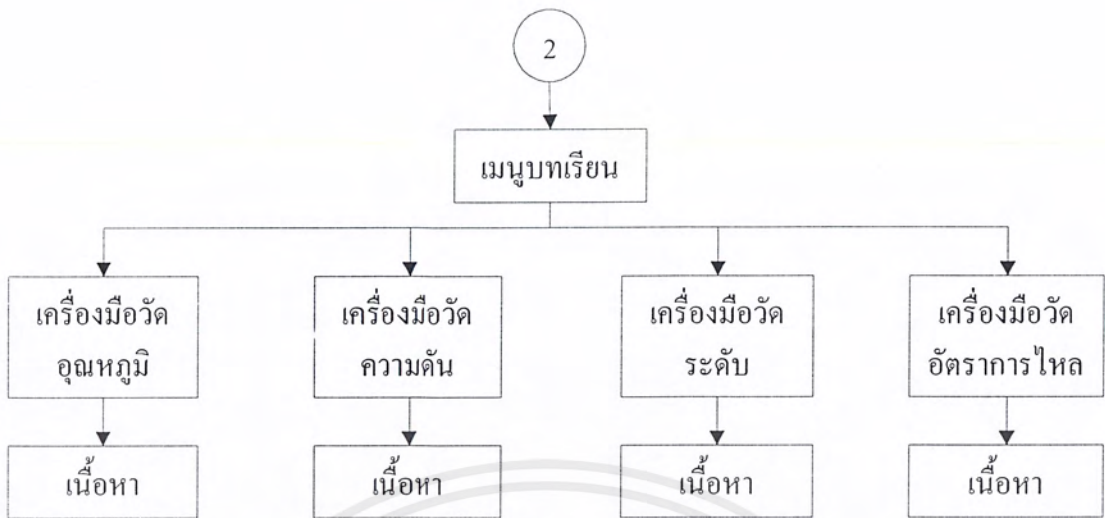 2
เมนูบทเรียน
เครื่องมือวัด
อุณหภูมิ
เครื่องมือวัด
ความดัน
เครื่องมือวัด
ระดับ
เครื่องมือวัด
อัตราการไหล
เนื้อหา
เนื้อหา
เนื้อหา
เนื้อหา